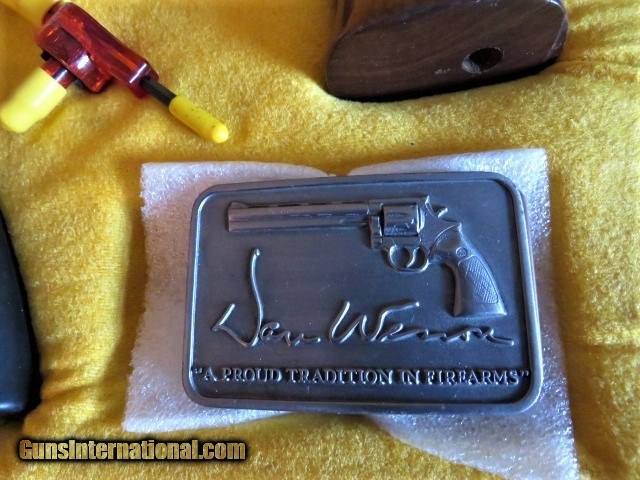 Dan Wesson
"A PROUD TRADITION IN FIREARMS"
GunsInternational.com